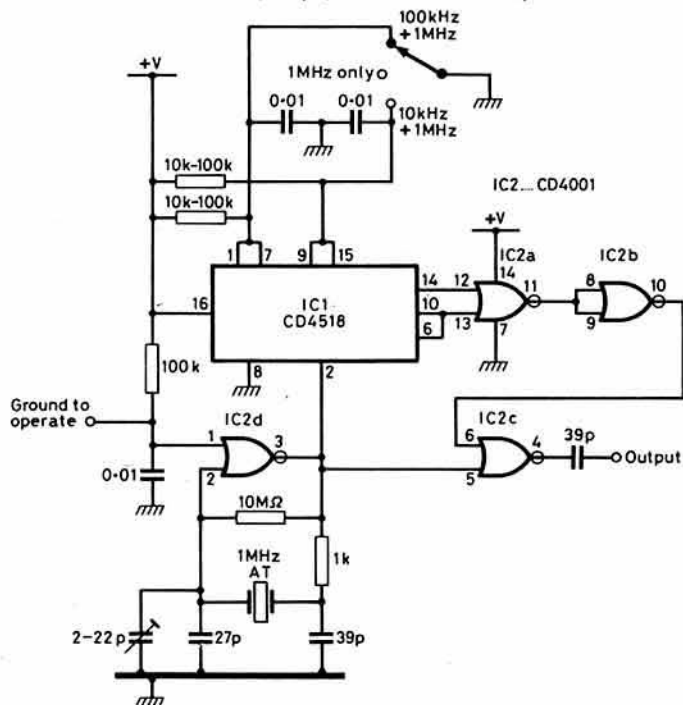 100kHz
+1MHz
+V
1MHz only
0·01
0·01
10kHz
+1MHz
10k-100k
10k-100k
IC2__CD4001
+V
1
7
9
15
IC2a
IC2b
14
16
IC1
CD4518
14
12
11
8
10
10
13
9
6
7
100k
8
2
Ground to
operate
IC2d
IC2c
1
3
6
4
39p
Output
0·01
2
5
10MΩ
1k
1MHz
AT
2-22p
27p
39p